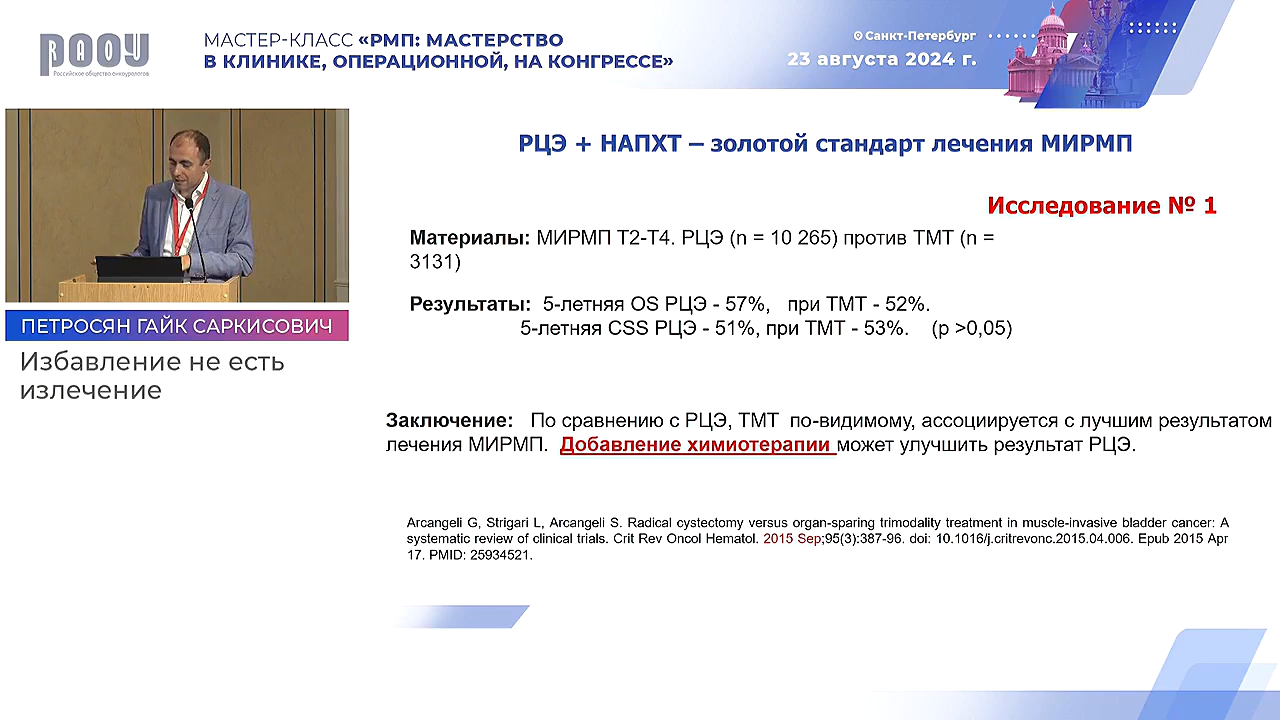 РАОУ
Российское общество онкоурологов
МАСТЕР-КЛАСС «РМП: МАСТЕРСТВО
В КЛИНИКЕ, ОПЕРАЦИОННОЙ, НА КОНГРЕССЕ»
Санкт-Петербург
23 августа 2024 г.
ПЕТРОСЯН ГАЙК САРКИСОВИЧ
Избавление не есть
излечение
РЦЭ + НАПХТ – золотой стандарт лечения МИРМП
Исследование № 1
Материалы: МИРМП Т2-Т4. РЦЭ (n = 10 265) против ТМТ (n =
3131)
Результаты: 5-летняя OS РЦЭ - 57%, при ТМТ - 52%.
5-летняя CSS РЦЭ - 51%, при ТМТ - 53%. (p >0,05)
Заключение: По сравнению с РЦЭ, ТМТ по-видимому, ассоциируется с лучшим результатом
лечения МИРМП. Добавление химиотерапии может улучшить результат РЦЭ.
Arcangeli G, Strigari L, Arcangeli S. Radical cystectomy versus organ-sparing trimodality treatment in muscle-invasive bladder cancer: A
systematic review of clinical trials. Crit Rev Oncol Hematol. 2015 Sep;95(3):387-96. doi: 10.1016/j.critrevonc.2015.04.006. Epub 2015 Apr
17. PMID: 25934521.